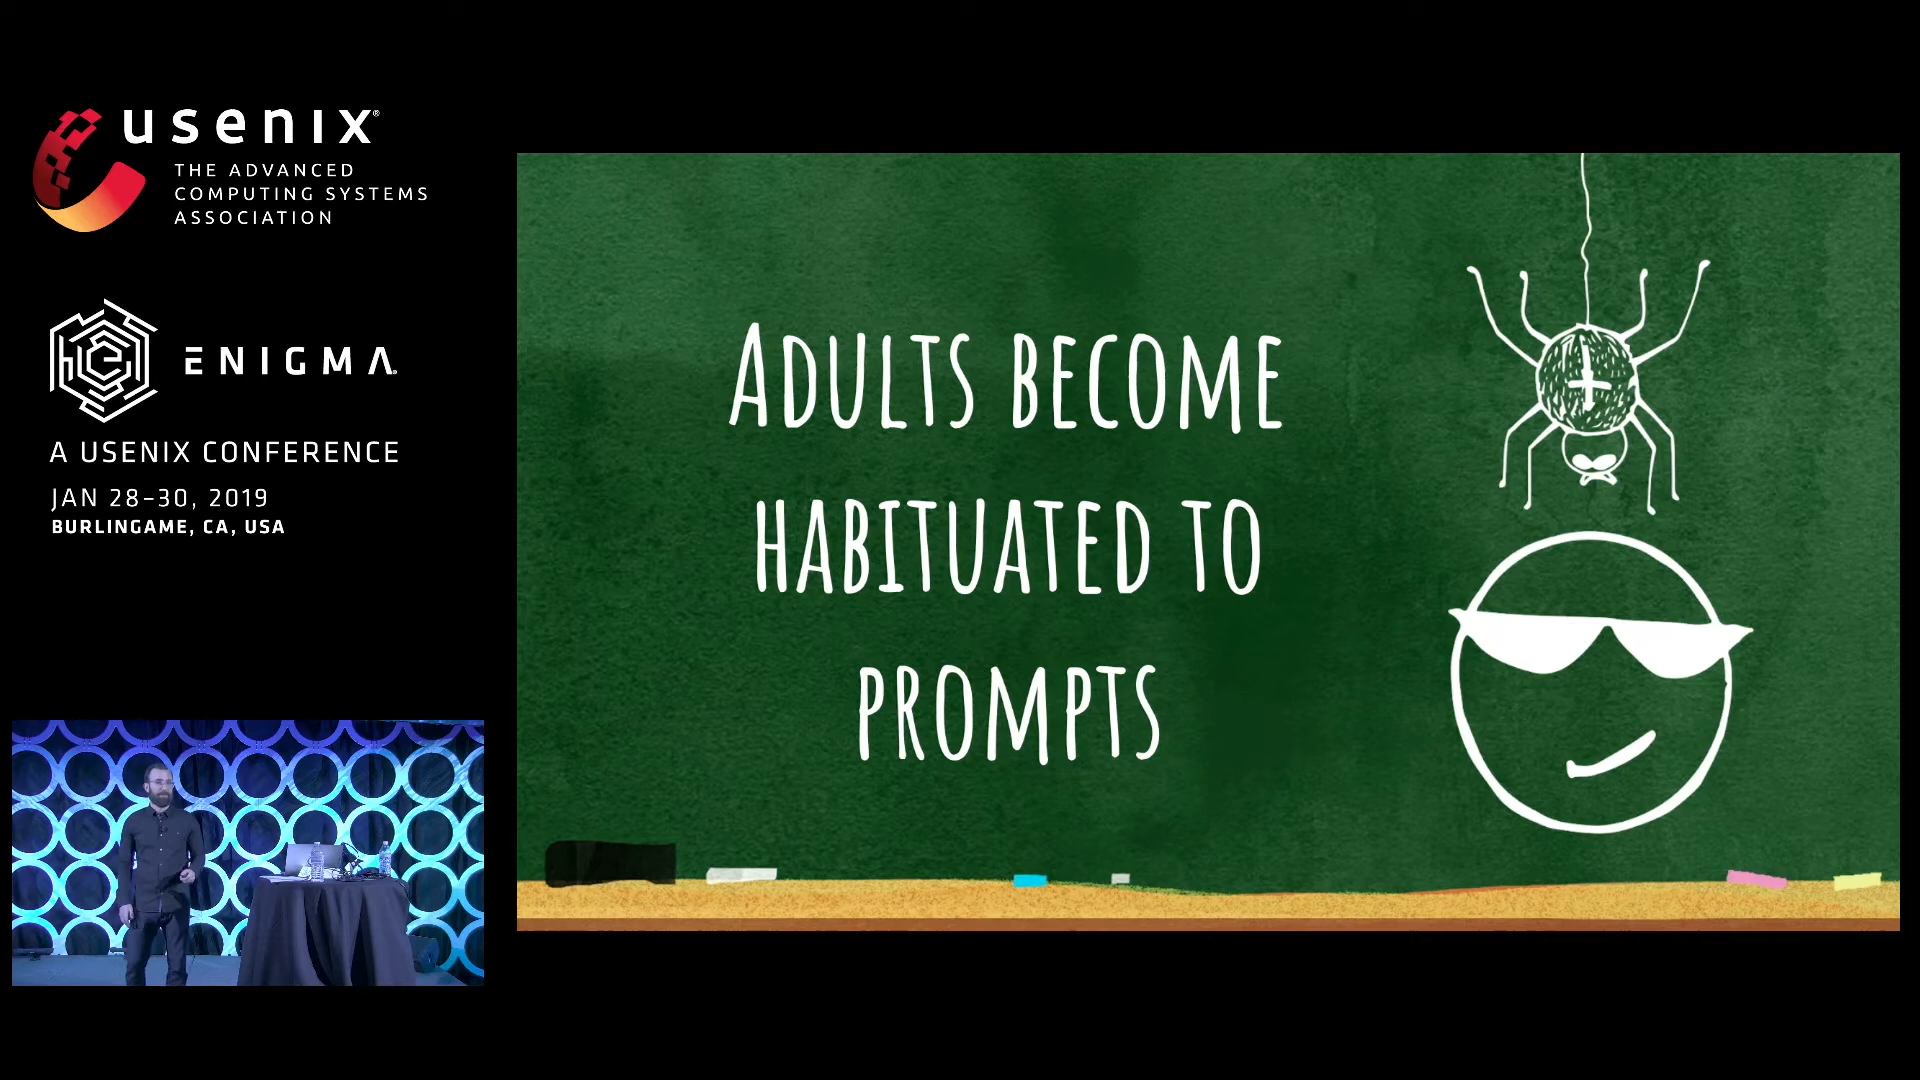 usenix®
THE ADVANCED
COMPUTING SYSTEMS
ASSOCIATION
ENIGMA®
A USENIX CONFERENCE
JAN 28–30, 2019
BURLINGAME, CA, USA
ADULTS BECOME
HABITUATED TO
PROMPTS